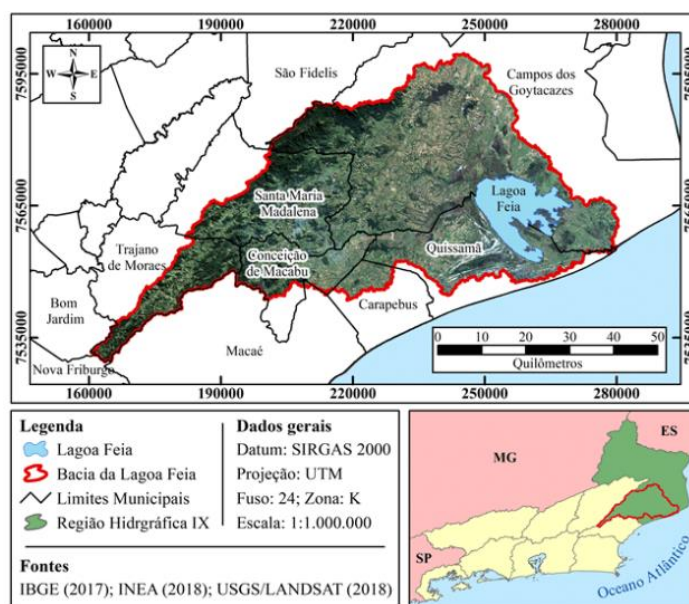 160000 190000 220000 250000 280000
N
W E
S
7595000
7595000
São Fidelis
Campos dos
Goytacazes
7565000
7565000
Santa Maria
Madalena
Lagoa
Feia
Trajano
de Moraes
Conceição
de Macabu
Quissamã
Bom
Jardim
Carapebus
7535000
7535000
Nova Friburgo
Macaé
0 10 20 30 40 50
Quilômetros
160000 190000 220000 250000 280000
Legenda
Lagoa Feia
Bacia da Lagoa Feia
Limites Municipais
Região Hidrgráfica IX
Dados gerais
Datum: SIRGAS 2000
Projeção: UTM
Fuso: 24; Zona: K
Escala: 1:1.000.000
Fontes
IBGE (2017); INEA (2018); USGS/LANDSAT (2018)
MG
ES
SP
Oceano Atlântico